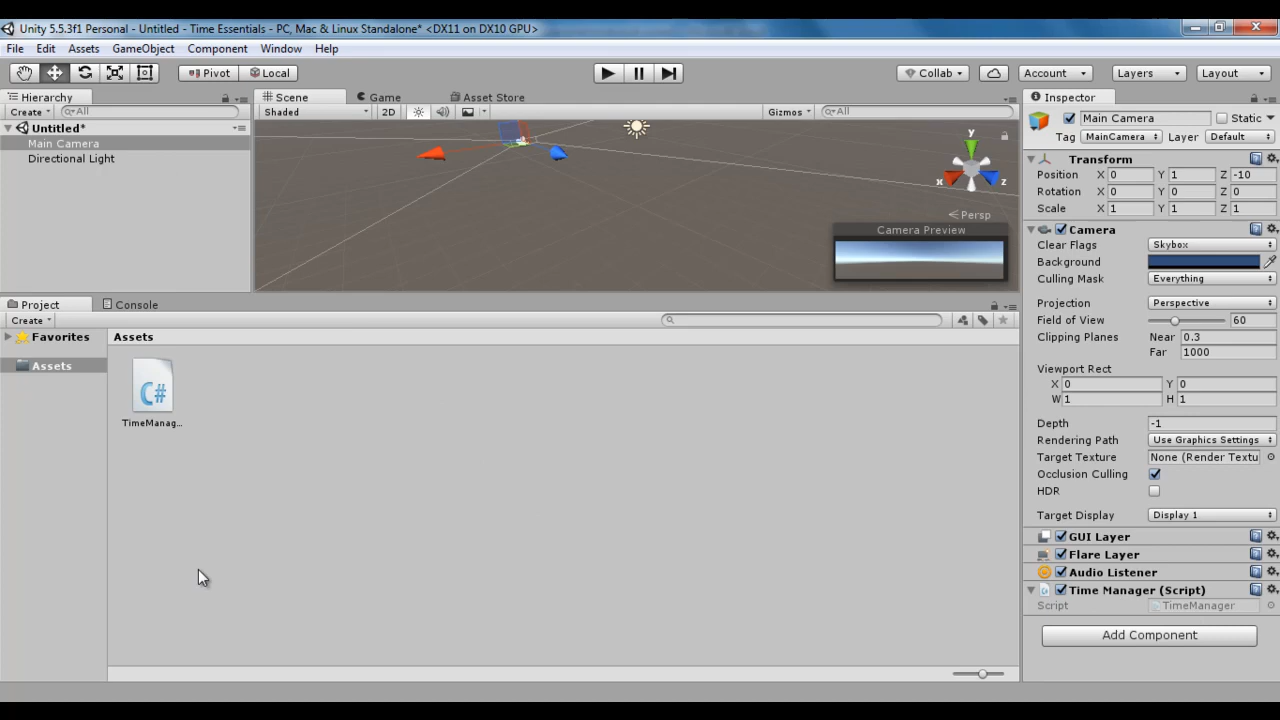 Unity 5.5.3f1 Personal - Untitled - Time Essentials - PC, Mac & Linux Standalone* <DX11 on DX10 GPU>
File Edit Assets GameObject Component Window Help
Pivot Local Collab Account Layers Layout
Hierarchy
Create All
Untitled*
Main Camera
Directional Light
Scene Game Asset Store
Shaded 2D Gizmos All
y
x z
Persp
Camera Preview
Project Console
Create
Favorites
Assets
Assets
C#
TimeManag...
Inspector
Main Camera Static
Tag MainCamera Layer Default
Transform
Position X 0 Y 1 Z -10
Rotation X 0 Y 0 Z 0
Scale X 1 Y 1 Z 1
Camera
Clear Flags Skybox
Background
Culling Mask Everything
Projection Perspective
Field of View 60
Clipping Planes Near 0.3
Far 1000
Viewport Rect
X 0 Y 0
W 1 H 1
Depth -1
Rendering Path Use Graphics Settings
Target Texture None (Render Textu
Occlusion Culling
HDR
Target Display Display 1
GUI Layer
Flare Layer
Audio Listener
Time Manager (Script)
Script TimeManager
Add Component